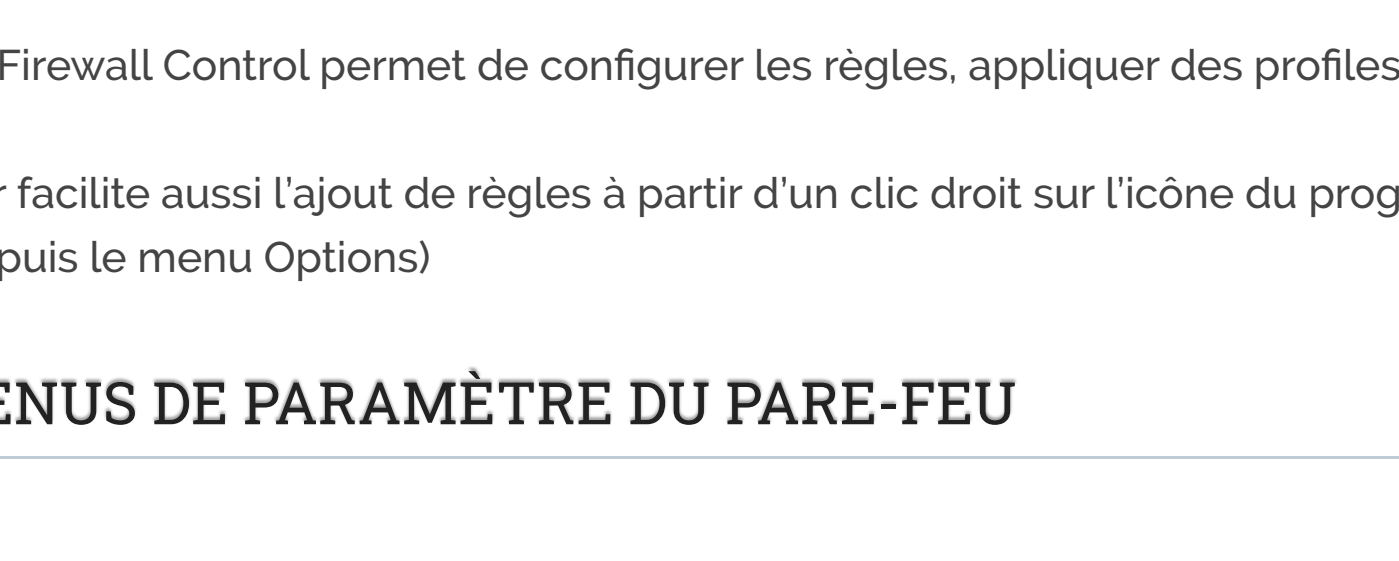 Firewall Control permet de configurer les règles, appliquer des profiles
r facilite aussi l’ajout de règles à partir d’un clic droit sur l’icône du prog
puis le menu Options)
ENUS DE PARAMÈTRE DU PARE-FEU